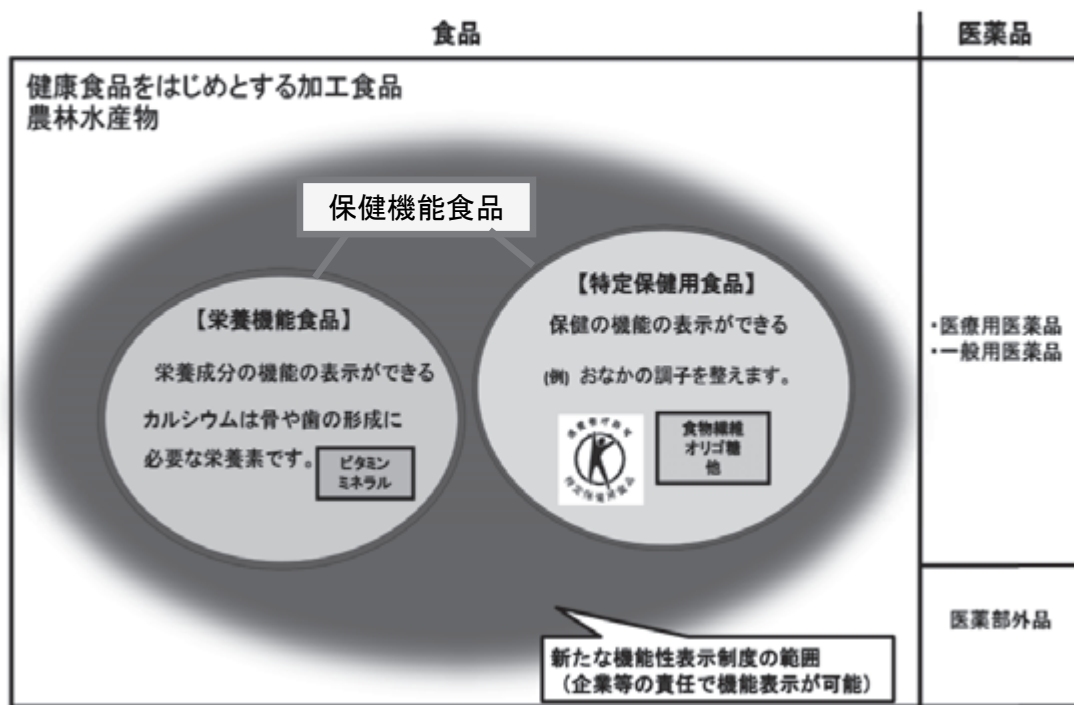 食品
医薬品
健康食品をはじめとする加工食品
農林水産物
保健機能食品
【栄養機能食品】
栄養成分の機能の表示ができる
カルシウムは骨や歯の形成に
必要な栄養素です。
ビタミン
ミネラル
【特定保健用食品】
保健の機能の表示ができる
(例) おなかの調子を整えます。
特定保健用食品
食物繊維
オリゴ糖
他
・医療用医薬品
・一般用医薬品
医薬部外品
新たな機能性表示制度の範囲
(企業等の責任で機能表示が可能)